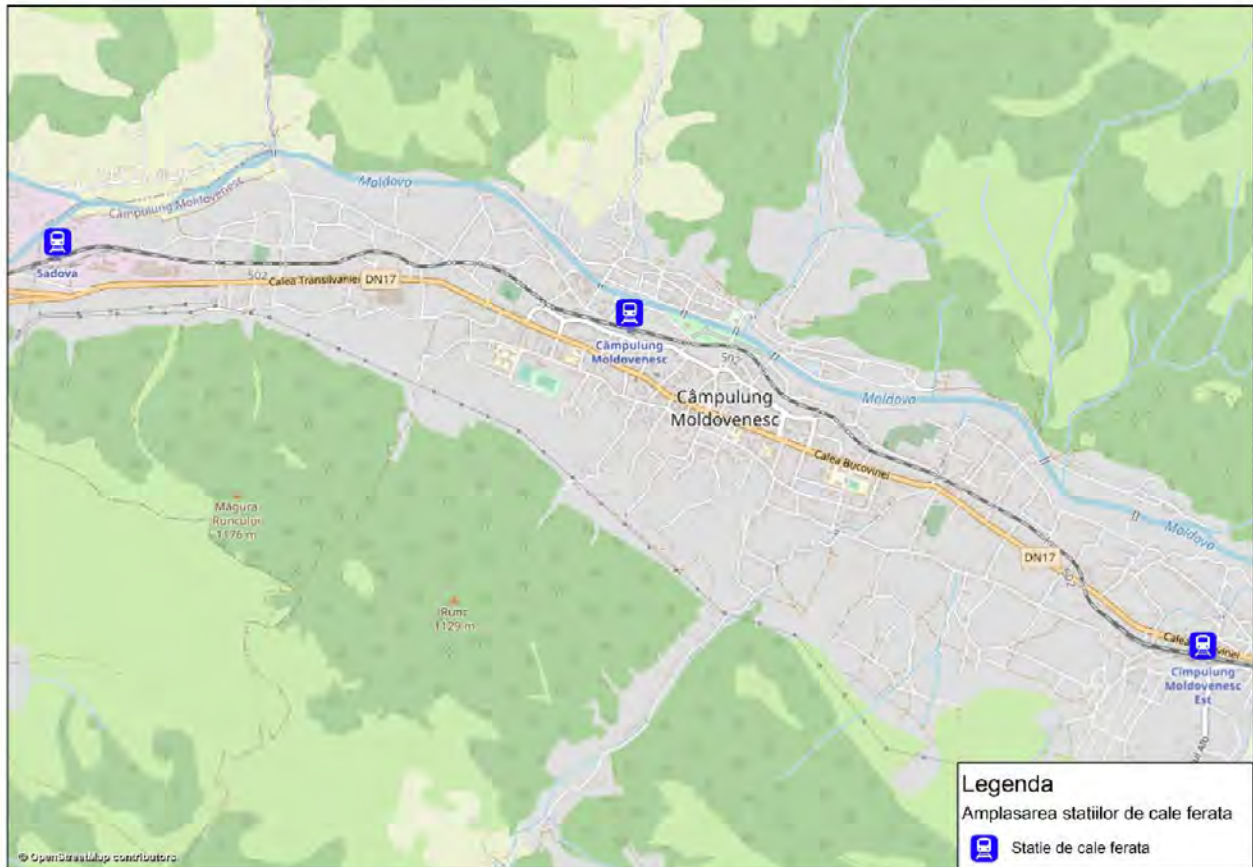 Moldova
Câmpulung Moldovenesc
Sadova
502
Calea Transilvaniei
DN17
Câmpulung
Moldovenesc
502
Câmpulung
Moldovenesc
Moldova
Calea Bucovinei
Măgura
Runcului
1176 m
Moldova
DN17
502
Runc
1129 m
Cimpulung
Moldovenesc
Est
Legenda
Amplasarea statiilor de cale ferata
Statie de cale ferata
© OpenStreetMap contributors